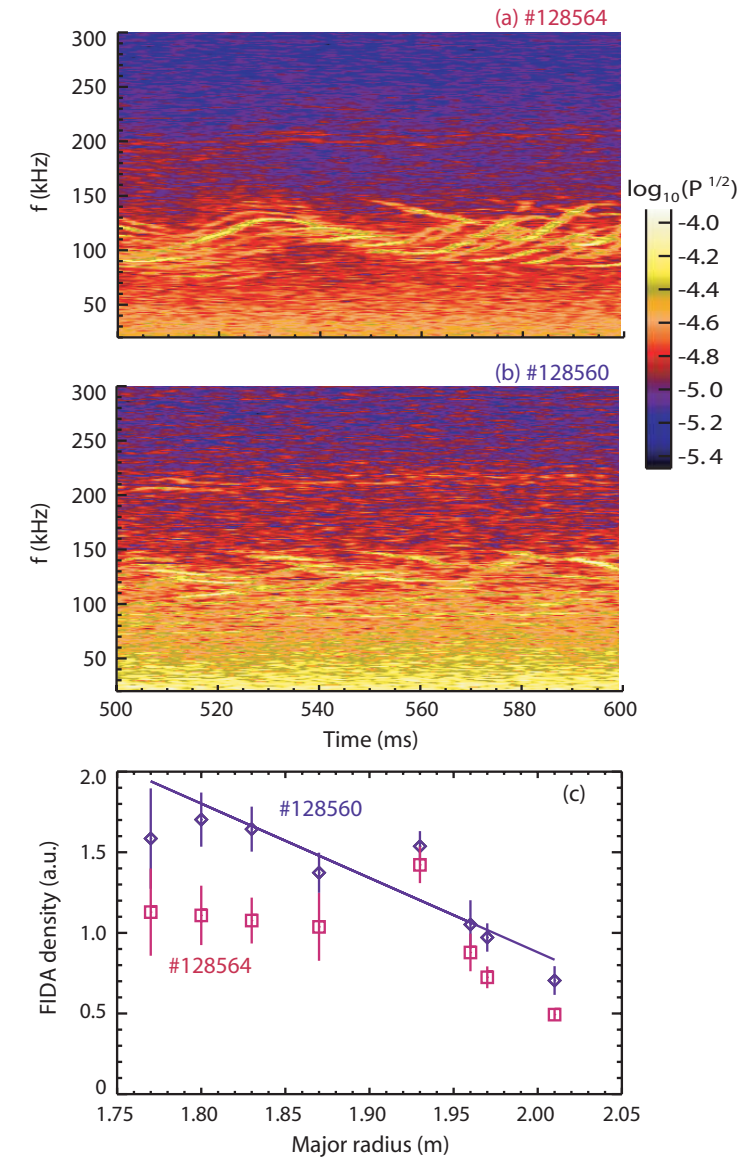 (a) #128564
300
250
200
150
100
50
f (kHz)
log10(P 1/2)
-4.0
-4.2
-4.4
-4.6
-4.8
-5.0
-5.2
-5.4
(b) #128560
300
250
200
150
100
50
f (kHz)
500 520 540 560 580 600
Time (ms)
2.0
1.5
1.0
0.5
0
FIDA density (a.u.)
(c)
#128560
#128564
1.75 1.80 1.85 1.90 1.95 2.00 2.05
Major radius (m)